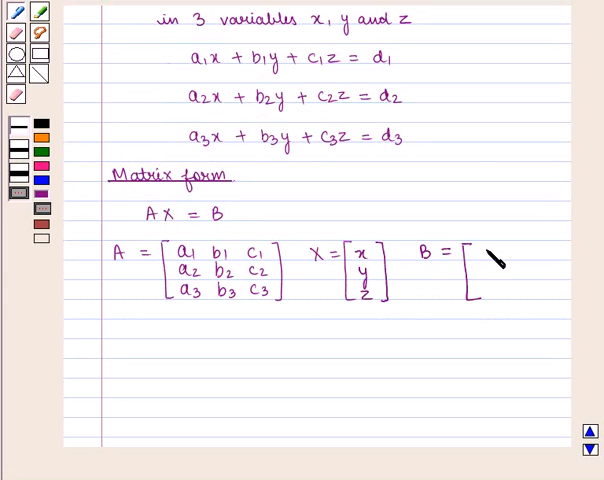 in 3 variables x, y and z
a1x + b1y + c1z = d1
a2x + b2y + c2z = d2
a3x + b3y + c3z = d3
Matrix form
AX = B
A = [ a1 b1 c1 ] X = [ x ] B = [
a2 b2 c2 y
a3 b3 c3 z